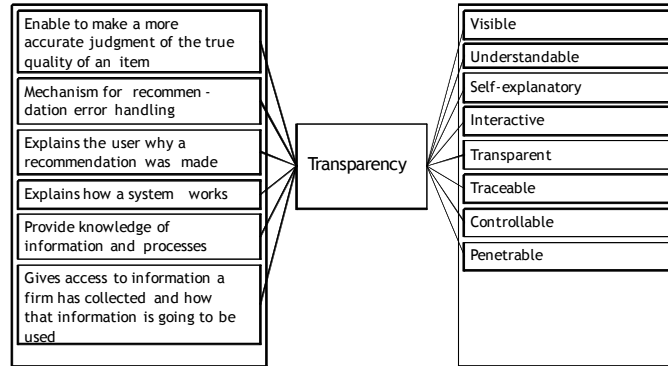 Enable to make a more
accurate judgment of the true
quality of an item
Mechanism for recommen -
dation error handling
Explains the user why a
recommendation was made
Explains how a system works
Provide knowledge of
information and processes
Gives access to information a
firm has collected and how
that information is going to be
used
Transparency
Visible
Understandable
Self-explanatory
Interactive
Transparent
Traceable
Controllable
Penetrable